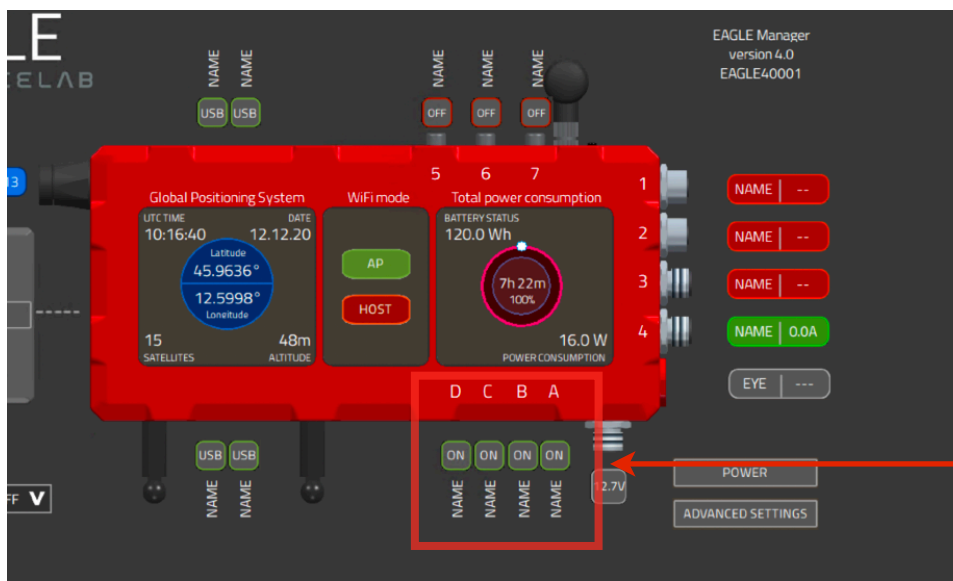 LE
NAME
NAME
NAME
NAME
NAME
EAGLE Manager
version 4.0
EAGLE40001
USB
USB
OFF
OFF
OFF
5
6
7
Global Positioning System
WiFi mode
Total power consumption
1
NAME | --
UTC TIME
DATE
10:16:40
12.12.20
BATTERY STATUS
120.0 Wh
2
NAME | --
Latitude
45.9636°
12.5998°
Longitude
AP
HOST
7h 22m
100%
3
NAME | --
15
48m
SATELLITES
ALTITUDE
16.0 W
POWER CONSUMPTION
4
NAME | 0.0A
D
C
B
A
EYE | ---
USB
USB
ON
ON
ON
ON
12.7V
POWER
NAME
NAME
NAME
NAME
NAME
NAME
ADVANCED SETTINGS